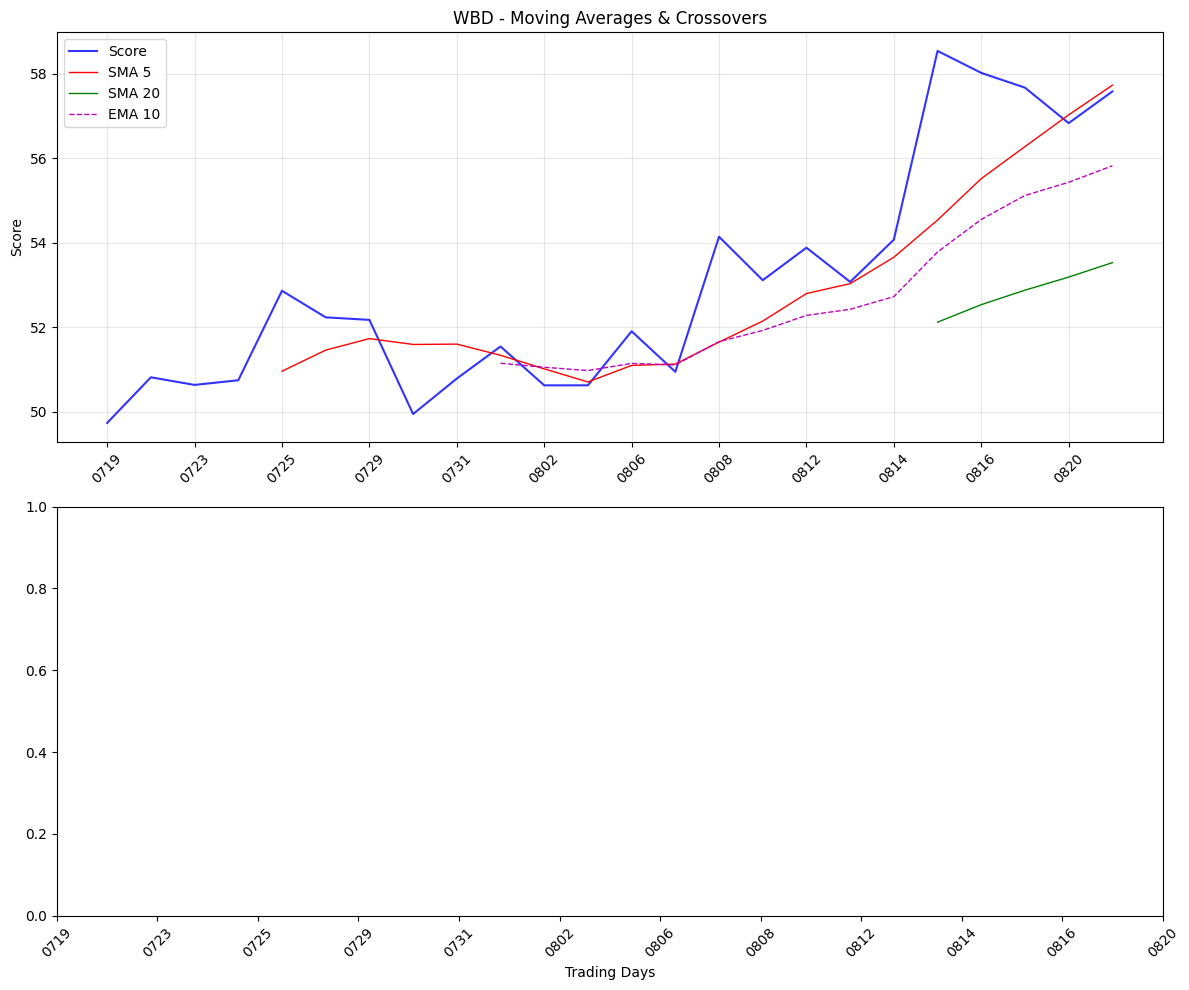 WBD - Moving Averages & Crossovers
Score
SMA 5
SMA 20
EMA 10
Score
58
56
54
52
50
0719 0723 0725 0729 0731 0802 0806 0808 0812 0814 0816 0820
1.0
0.8
0.6
0.4
0.2
0.0
0719 0723 0725 0729 0731 0802 0806 0808 0812 0814 0816 0820
Trading Days